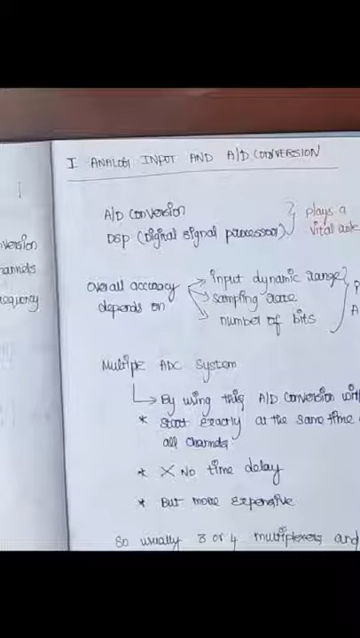 I. ANALOG INPUT AND A/D CONVERSION
A/D CONVERSION
DSP (Digital signal processor)
plays a
vital
Overall accuracy
depends on
input dynamic range
sampling rate
number of bits
Multiple ADC System
By using this A/D conversion
* start exactly at the same time
all channels
* X No time delay
* But more expensive
So usually 3 or 4 multiplexers and